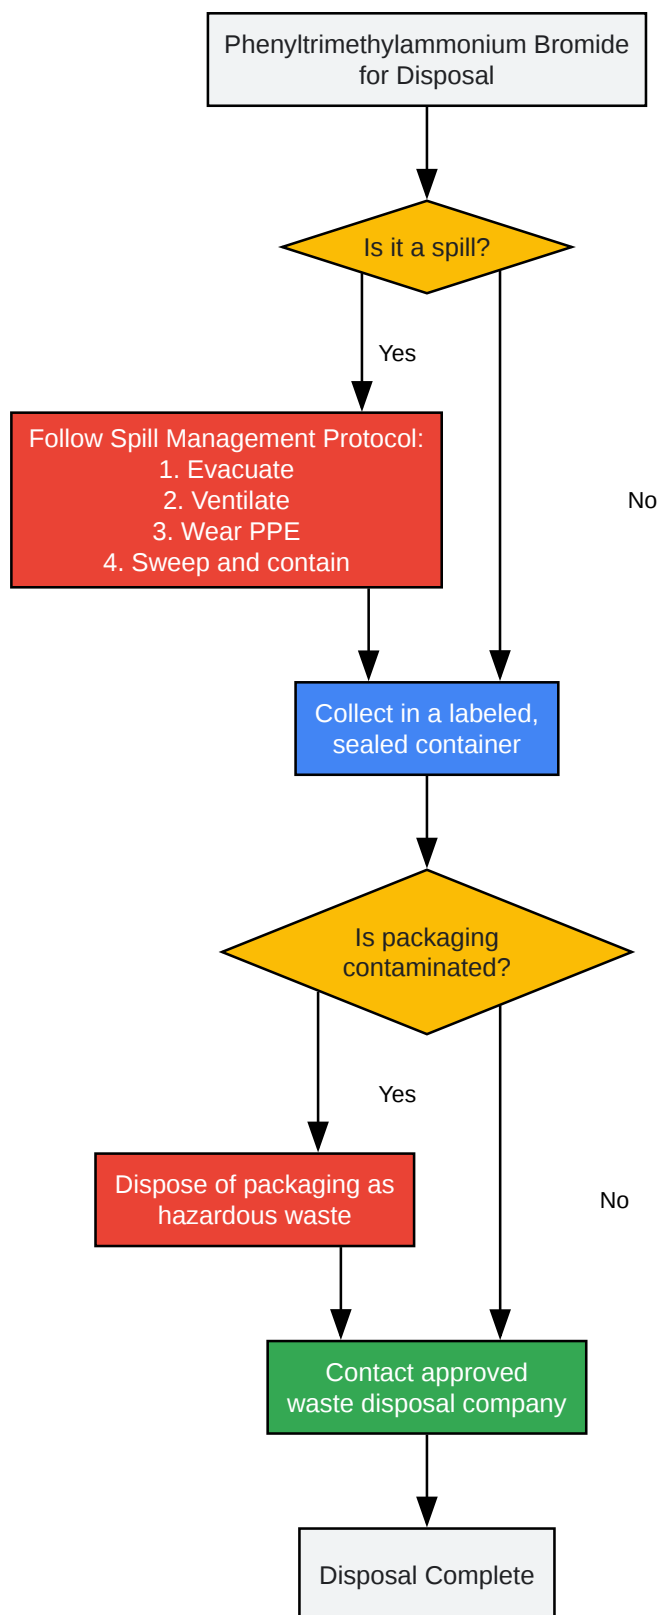 Phenyltrimethylammonium Bromide
for Disposal
Is it a spill?
Yes
Follow Spill Management Protocol:
1. Evacuate
2. Ventilate
3. Wear PPE
4. Sweep and contain
No
Collect in a labeled,
sealed container
Is packaging
contaminated?
Yes
Dispose of packaging as
hazardous waste
No
Contact approved
waste disposal company
Disposal Complete